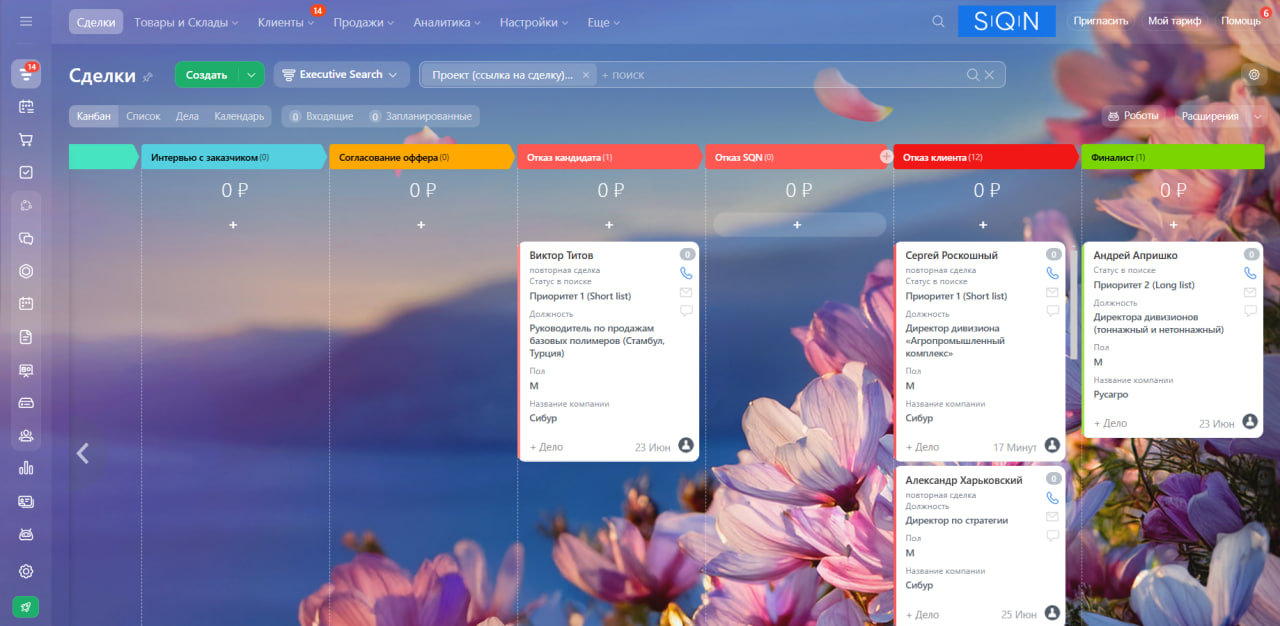 Сделки
Товары и Склады
Клиенты
14
Продажи
Аналитика
Настройки
Еще
SQN
Пригласить
Мой тариф
Помощь
6
14
Сделки
Создать
Executive Search
Проект (ссылка на сделку)...
+ поиск
Канбан
Список
Дела
Календарь
0 Входящие
0 Запланированные
Роботы
Расширения
Интервью с заказчиком (0)
Согласование оффера (0)
Отказ кандидата (1)
Отказ SQN (0)
Отказ клиента (12)
Финалист (1)
0 ₽
0 ₽
0 ₽
0 ₽
0 ₽
0 ₽
+
+
+
+
+
+
Виктор Титов
0
повторная сделка
Статус в поиске
Приоритет 1 (Short list)
Должность
Руководитель по продажам
базовых полимеров (Стамбул,
Турция)
Пол
М
Название компании
Сибур
+ Дело
23 Июн
Сергей Роскошный
0
повторная сделка
Статус в поиске
Приоритет 1 (Short list)
Должность
Директор дивизиона
«Агропромышленный
комплекс»
Пол
М
Название компании
Сибур
+ Дело
17 Минут
Александр Харьковский
0
повторная сделка
Должность
Директор по стратегии
Пол
М
Название компании
Сибур
+ Дело
25 Июн
Андрей Апришко
0
Статус в поиске
Приоритет 2 (Long list)
Должность
Директора дивизионов
(тоннажный и нетоннажный)
Пол
М
Название компании
Русагро
+ Дело
23 Июн